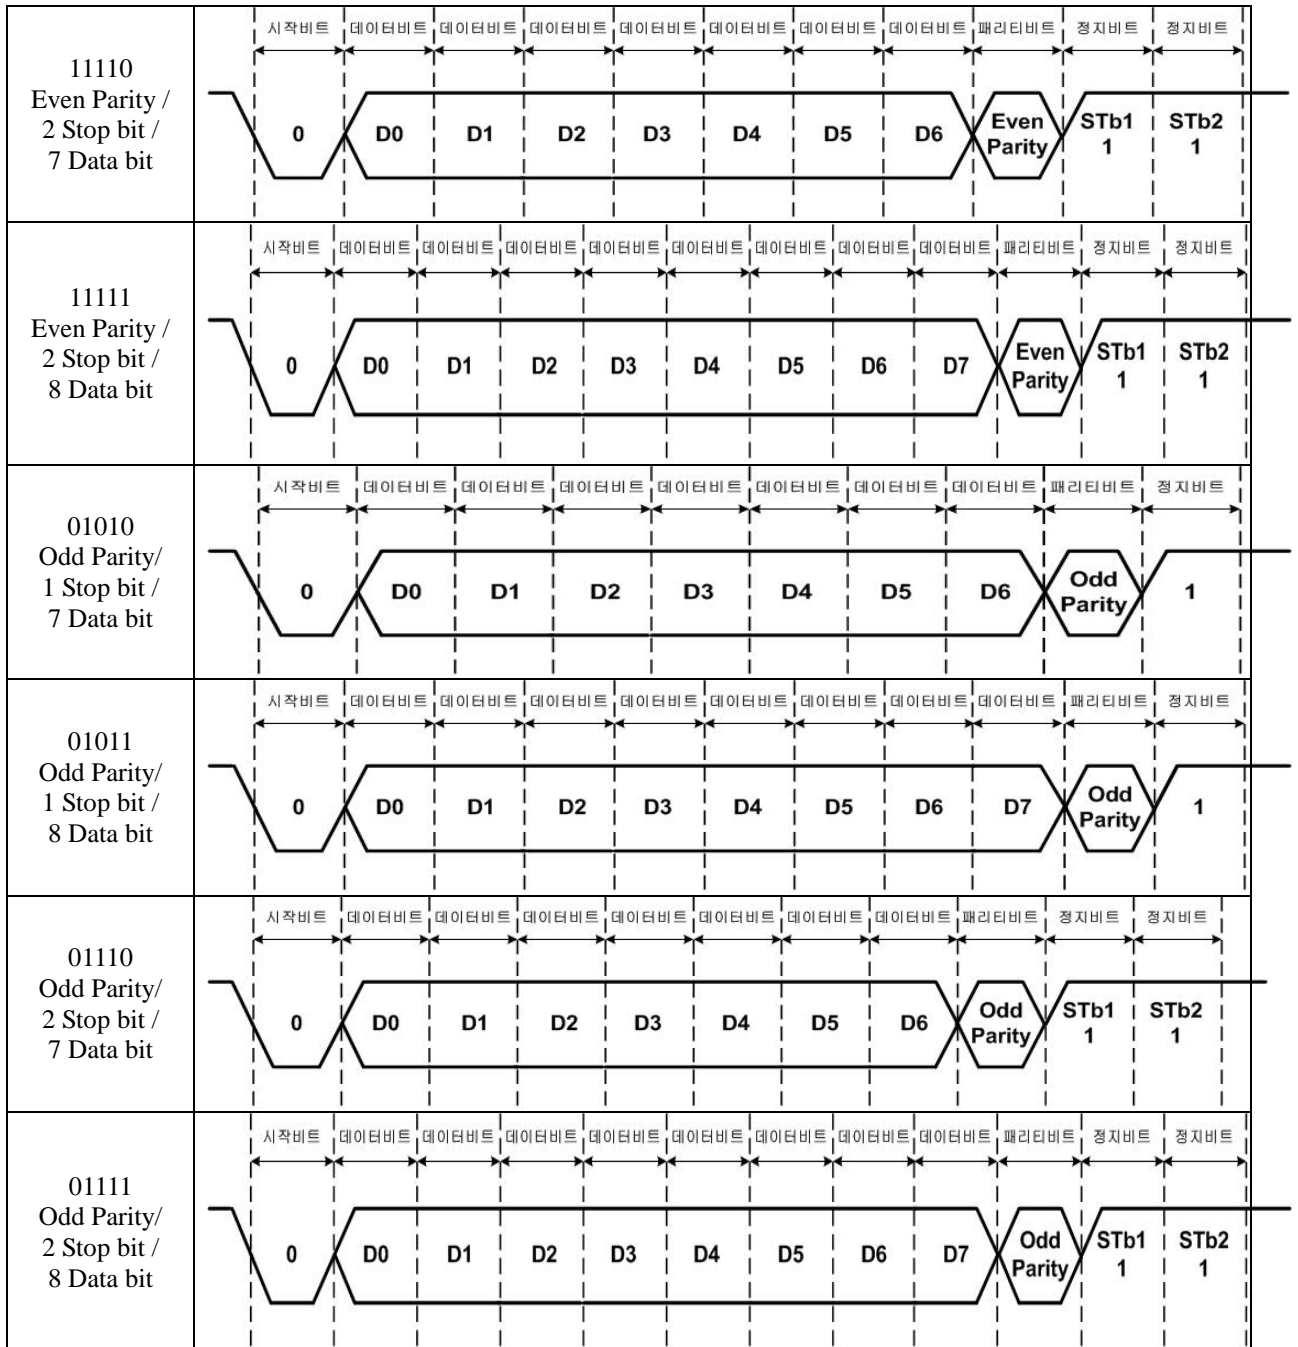 시작비트 데이터비트 데이터비트 데이터비트 데이터비트 데이터비트 데이터비트 데이터비트 패리티비트 정지비트 정지비트
11110
Even Parity /
2 Stop bit /
7 Data bit
0 D0 D1 D2 D3 D4 D5 D6 Even Parity STb1 1 STb2 1
시작비트 데이터비트 데이터비트 데이터비트 데이터비트 데이터비트 데이터비트 데이터비트 데이터비트 패리티비트 정지비트 정지비트
11111
Even Parity /
2 Stop bit /
8 Data bit
0 D0 D1 D2 D3 D4 D5 D6 D7 Even Parity STb1 1 STb2 1
시작비트 데이터비트 데이터비트 데이터비트 데이터비트 데이터비트 데이터비트 데이터비트 패리티비트 정지비트
01010
Odd Parity/
1 Stop bit /
7 Data bit
0 D0 D1 D2 D3 D4 D5 D6 Odd Parity 1
시작비트 데이터비트 데이터비트 데이터비트 데이터비트 데이터비트 데이터비트 데이터비트 데이터비트 패리티비트 정지비트
01011
Odd Parity/
1 Stop bit /
8 Data bit
0 D0 D1 D2 D3 D4 D5 D6 D7 Odd Parity 1
시작비트 데이터비트 데이터비트 데이터비트 데이터비트 데이터비트 데이터비트 데이터비트 패리티비트 정지비트 정지비트
01110
Odd Parity/
2 Stop bit /
7 Data bit
0 D0 D1 D2 D3 D4 D5 D6 Odd Parity STb1 1 STb2 1
시작비트 데이터비트 데이터비트 데이터비트 데이터비트 데이터비트 데이터비트 데이터비트 데이터비트 패리티비트 정지비트 정지비트
01111
Odd Parity/
2 Stop bit /
8 Data bit
0 D0 D1 D2 D3 D4 D5 D6 D7 Odd Parity STb1 1 STb2 1